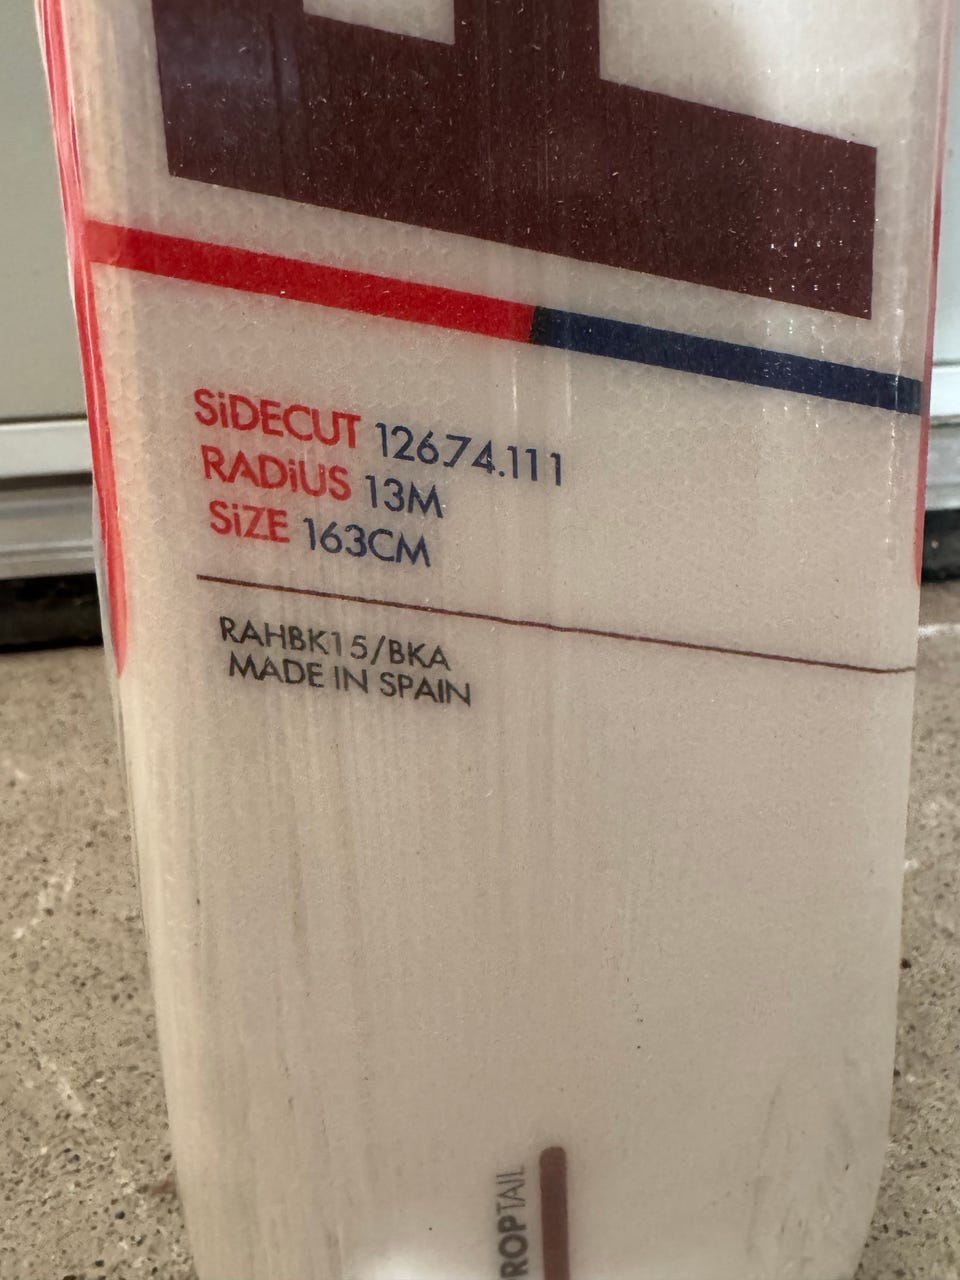 SiDECUT 126.74.111
RADiUS 13M
SiZE 163CM
RAHBK15/BKA
MADE IN SPAIN
ROPTAIL